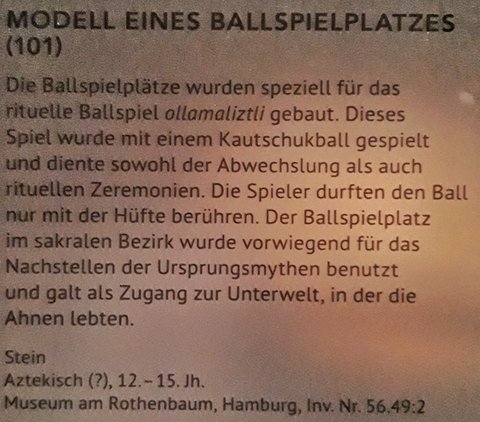 MODELL EINES BALLSPIELPLATZES
(101)
Die Ballspielplätze wurden speziell für das
rituelle Ballspiel ollamaliztli gebaut. Dieses
Spiel wurde mit einem Kautschukball gespielt
und diente sowohl der Abwechslung als auch
rituellen Zeremonien. Die Spieler durften den Ball
nur mit der Hüfte berühren. Der Ballspielplatz
im sakralen Bezirk wurde vorwiegend für das
Nachstellen der Ursprungsmythen benutzt
und galt als Zugang zur Unterwelt, in der die
Ahnen lebten.
Stein
Aztekisch (?), 12.–15. Jh.
Museum am Rothenbaum, Hamburg, Inv. Nr. 56.49:2